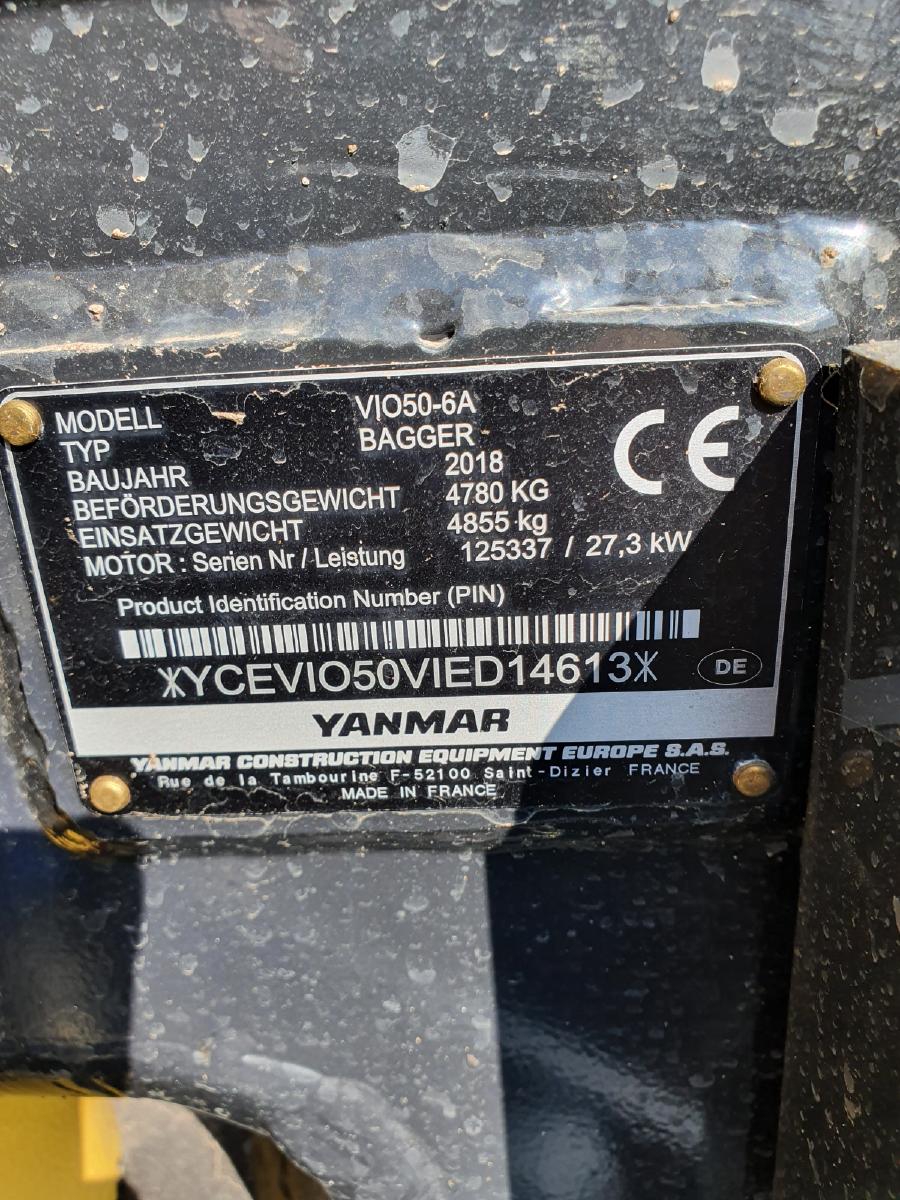 MODELL VIO50-6A
TYP BAGGER
BAUJAHR 2018
BEFÖRDERUNGSGEWICHT 4780 KG
EINSATZGEWICHT 4855 kg
MOTOR : Serien Nr / Leistung 125337 / 27,3 kW
CE
Product Identification Number (PIN)
*YCEVIO50VIED14613*
DE
YANMAR
YANMAR CONSTRUCTION EQUIPMENT EUROPE S.A.S.
Rue de la Tambourine F-52100 Saint-Dizier FRANCE
MADE IN FRANCE